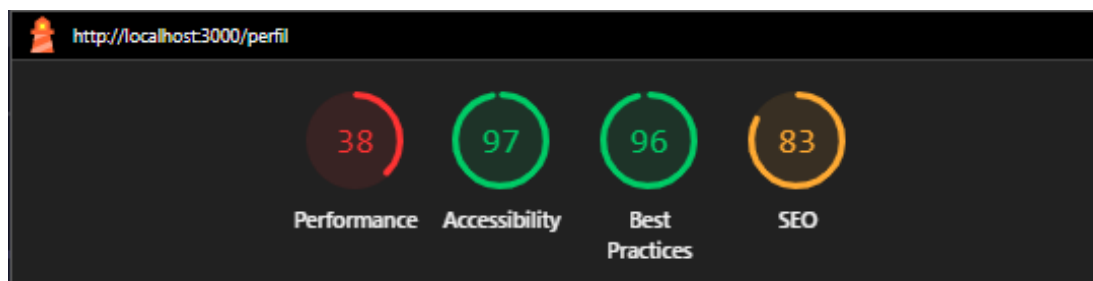 http://localhost:3000/perfil
38 97 96 83
Performance Accessibility Best SEO
Practices